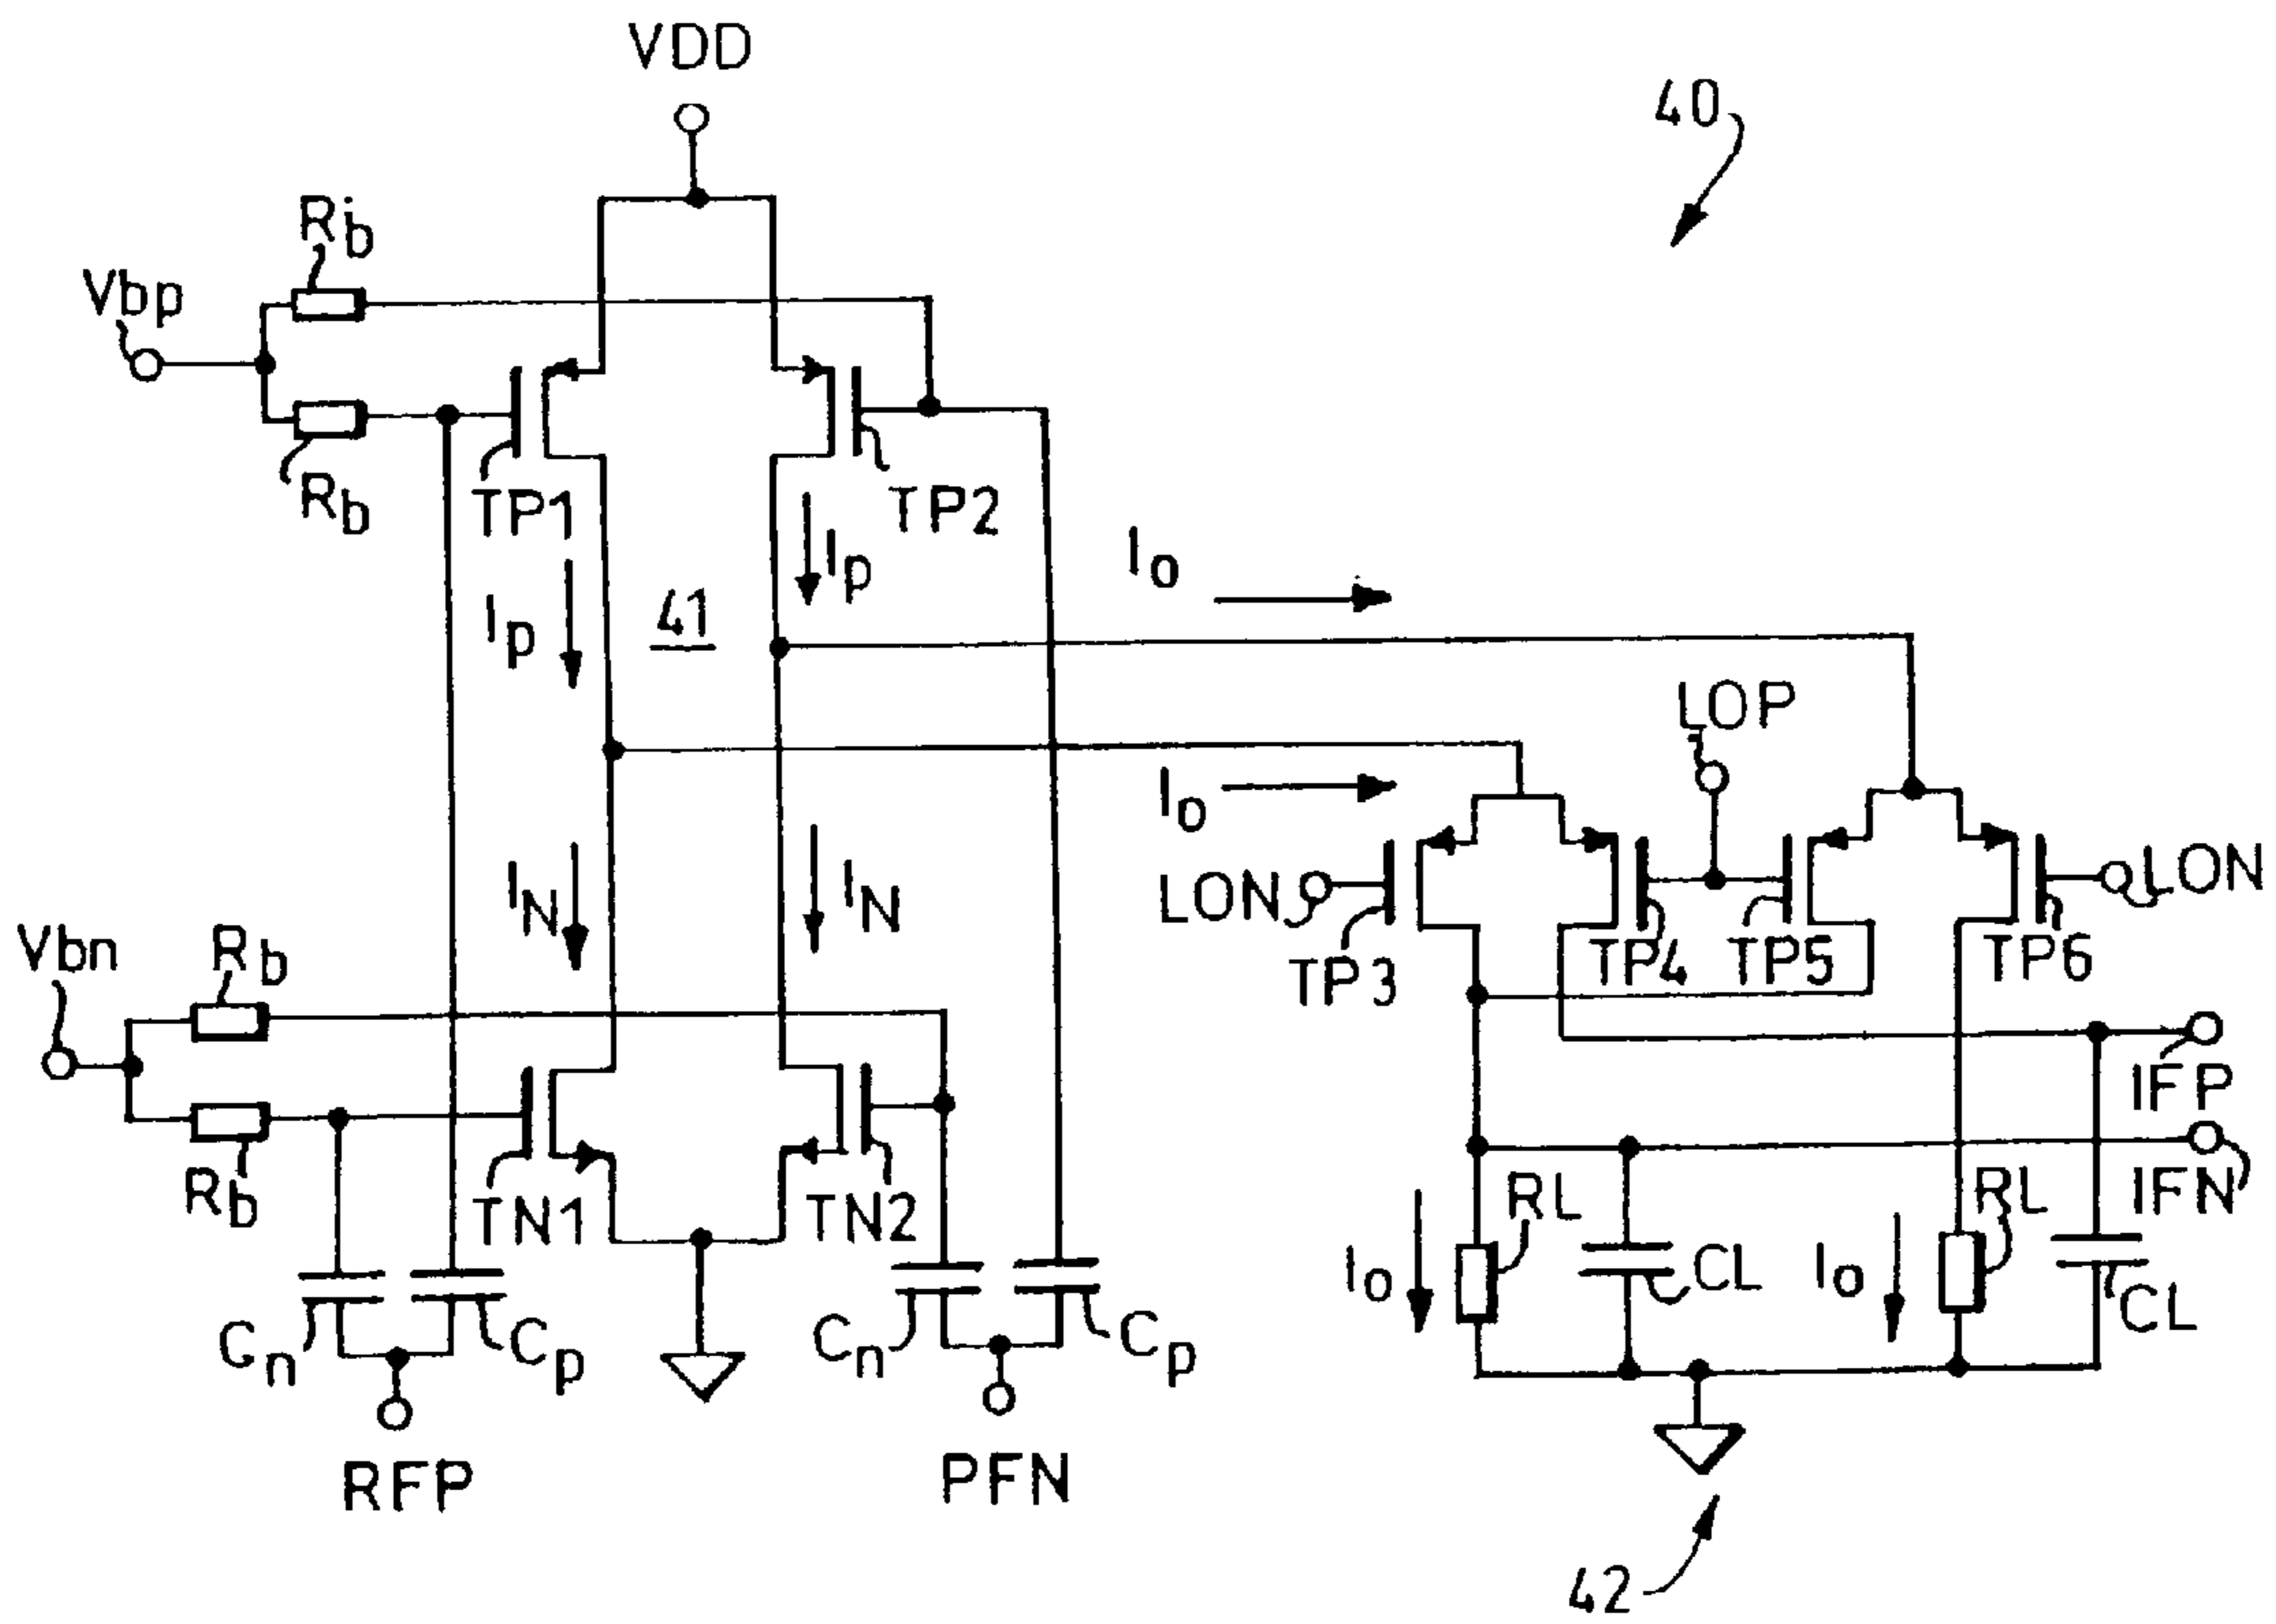 VDD
40
Rb
Vbp
Rb
TP1
TP2
Ip
Ip
41
Io
LOP
Io
IN
IN
LON
LON
TP3
TP4
TP5
TP6
Vbn
Rb
Rb
TN1
TN2
IFP
IFN
RL
RL
Io
CL
Io
CL
Cn
Cp
Cn
Cp
RFP
PFN
42